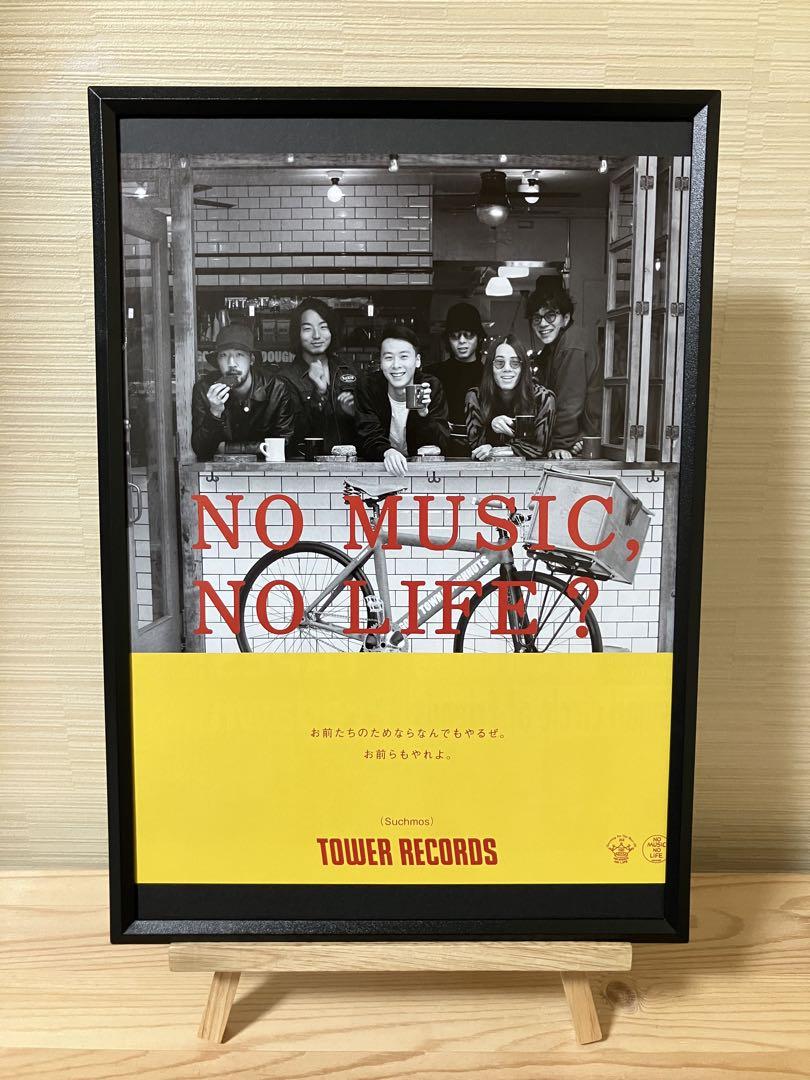 DOUGH
NO MUSIC,
NO LIFE?
お前たちのためならなんでもやるぜ。
お前らもやれよ。
(Suchmos)
TOWER RECORDS
NO
MUSIC
NO
LIFE